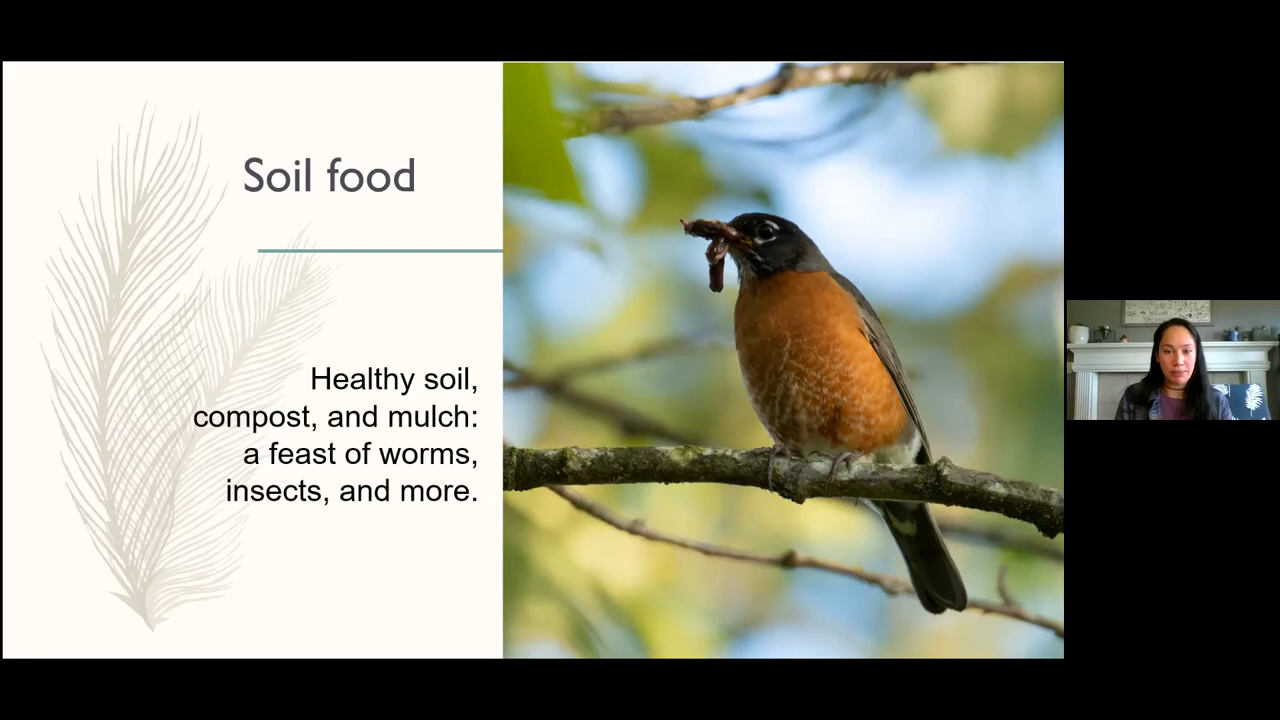 Soil food
Healthy soil,
compost, and mulch:
a feast of worms,
insects, and more.